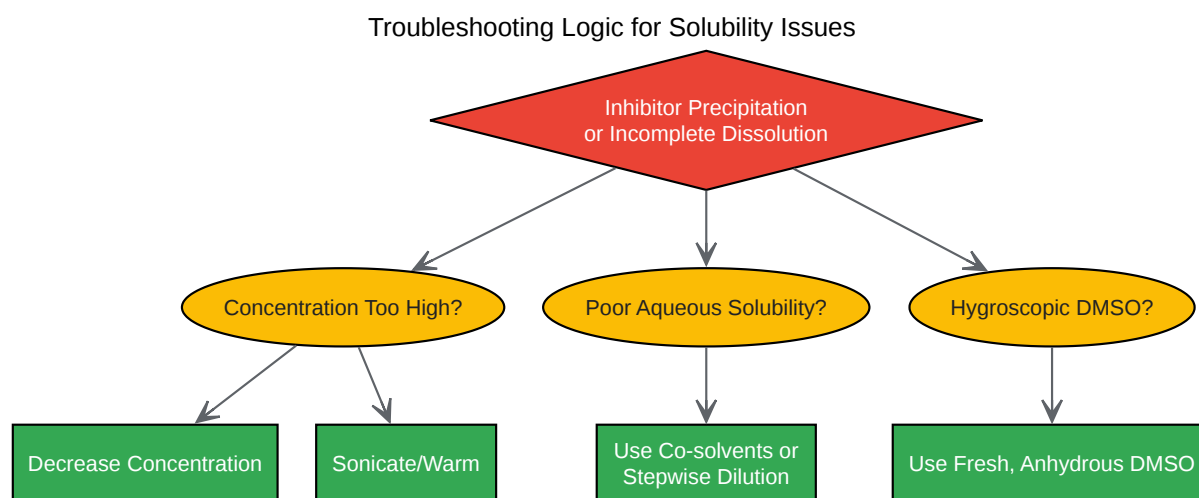 Troubleshooting Logic for Solubility Issues
Inhibitor Precipitation
or Incomplete Dissolution
Concentration Too High?
Poor Aqueous Solubility?
Hygroscopic DMSO?
Decrease Concentration
Sonicate/Warm
Use Co-solvents or
Stepwise Dilution
Use Fresh, Anhydrous DMSO